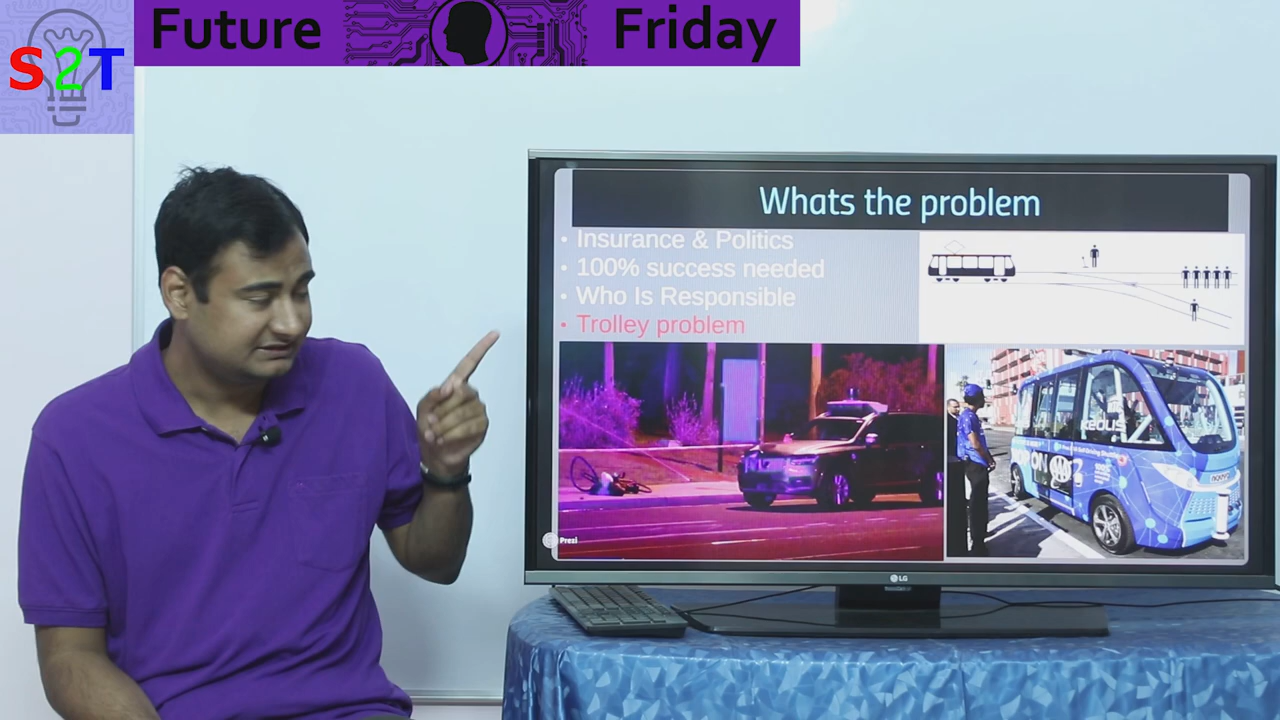 S2T
Future Friday
Whats the problem
• Insurance & Politics
• 100% success needed
• Who Is Responsible
• Trolley problem
Prezi
LG